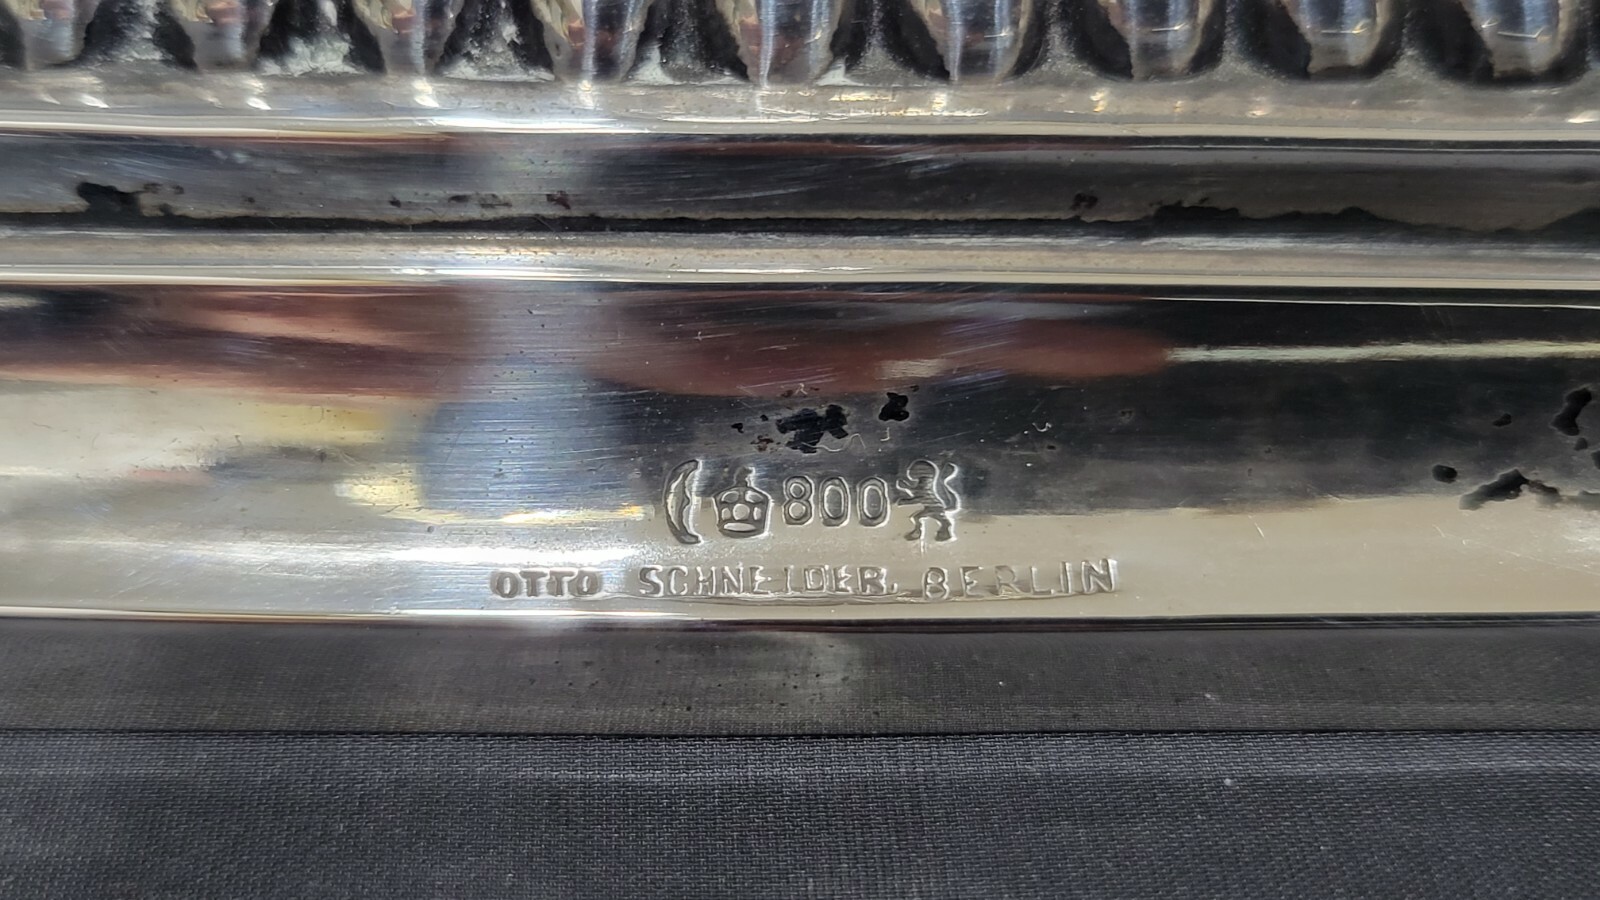 800
OTTO SCHNEIDER, BERLIN